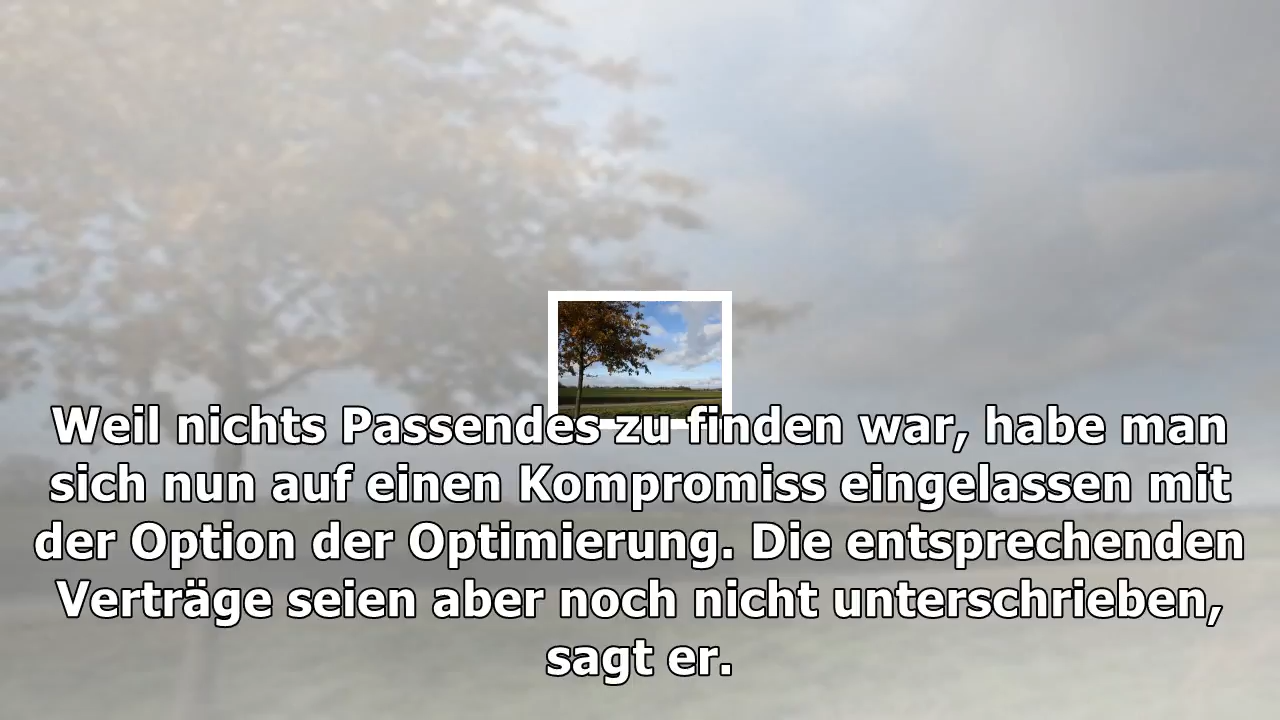 Weil nichts Passendes zu finden war, habe man
sich nun auf einen Kompromiss eingelassen mit
der Option der Optimierung. Die entsprechenden
Verträge seien aber noch nicht unterschrieben,
sagt er.